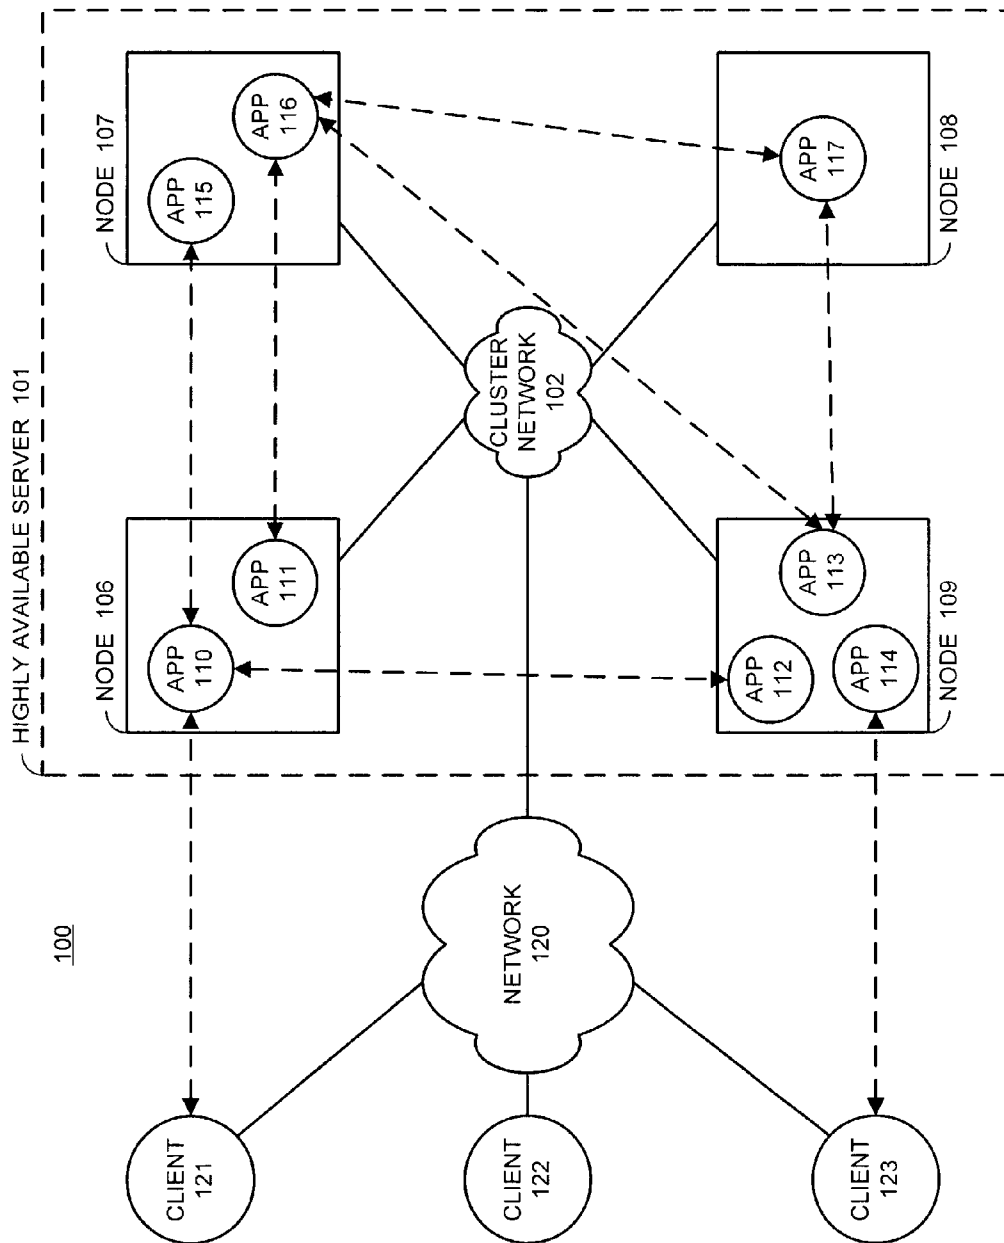 100
HIGHLY AVAILABLE SERVER 101
NODE 106
APP
110
APP
111
NODE 107
APP
115
APP
116
CLIENT
121
CLIENT
122
CLIENT
123
NETWORK
120
CLUSTER
NETWORK
102
APP
112
APP
113
APP
114
NODE 109
APP
117
NODE 108